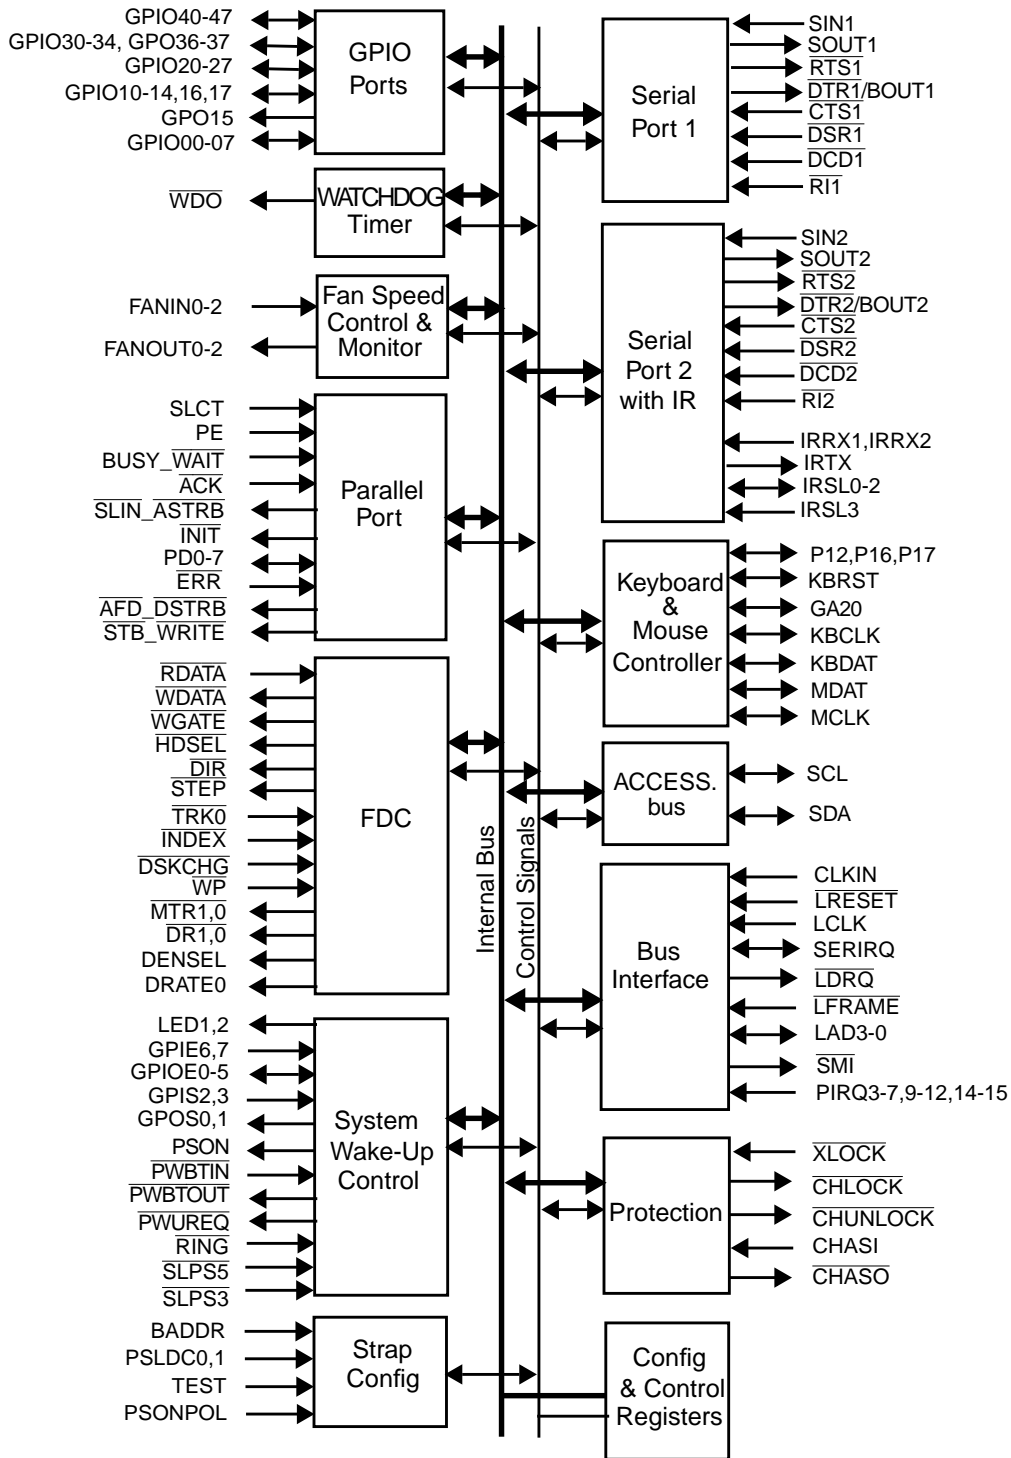 GPIO40-47
GPIO30-34, GPO36-37
GPIO20-27
GPIO10-14,16,17
GPO15
GPIO00-07
GPIO
Ports
WDO
WATCHDOG
Timer
FANIN0-2
FANOUT0-2
Fan Speed
Control &
Monitor
SLCT
PE
BUSY_WAIT
ACK
SLIN_ASTRB
INIT
PD0-7
ERR
AFD_DSTRB
STB_WRITE
Parallel
Port
RDATA
WDATA
WGATE
HDSEL
DIR
STEP
TRK0
INDEX
DSKCHG
WP
MTR1,0
DR1,0
DENSEL
DRATE0
FDC
LED1,2
GPIE6,7
GPIOE0-5
GPIS2,3
GPOS0,1
PSON
PWBTIN
PWBTOUT
PWUREQ
RING
SLPS5
SLPS3
System
Wake-Up
Control
BADDR
PSLDC0,1
TEST
PSONPOL
Strap
Config
Internal Bus
Control Signals
Serial
Port 1
SIN1
SOUT1
RTS1
DTR1/BOUT1
CTS1
DSR1
DCD1
RI1
Serial
Port 2
with IR
SIN2
SOUT2
RTS2
DTR2/BOUT2
CTS2
DSR2
DCD2
RI2
IRRX1,IRRX2
IRTX
IRSL0-2
IRSL3
Keyboard
&
Mouse
Controller
P12,P16,P17
KBRST
GA20
KBCLK
KBDAT
MDAT
MCLK
ACCESS.
bus
SCL
SDA
Bus
Interface
CLKIN
LRESET
LCLK
SERIRQ
LDRQ
LFRAME
LAD3-0
SMI
PIRQ3-7,9-12,14-15
Protection
XLOCK
CHLOCK
CHUNLOCK
CHASI
CHASO
Config
& Control
Registers